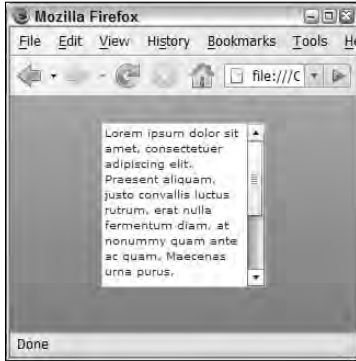 Mozilla Firefox
File Edit View History Bookmarks Tools He
file:///C
Lorem ipsum dolor sit
amet, consectetuer
adipiscing elit.
Praesent aliquam,
justo convallis luctus
rutrum, erat nulla
fermentum diam, at
nonummy quam ante
ac quam. Maecenas
urna purus,
Done